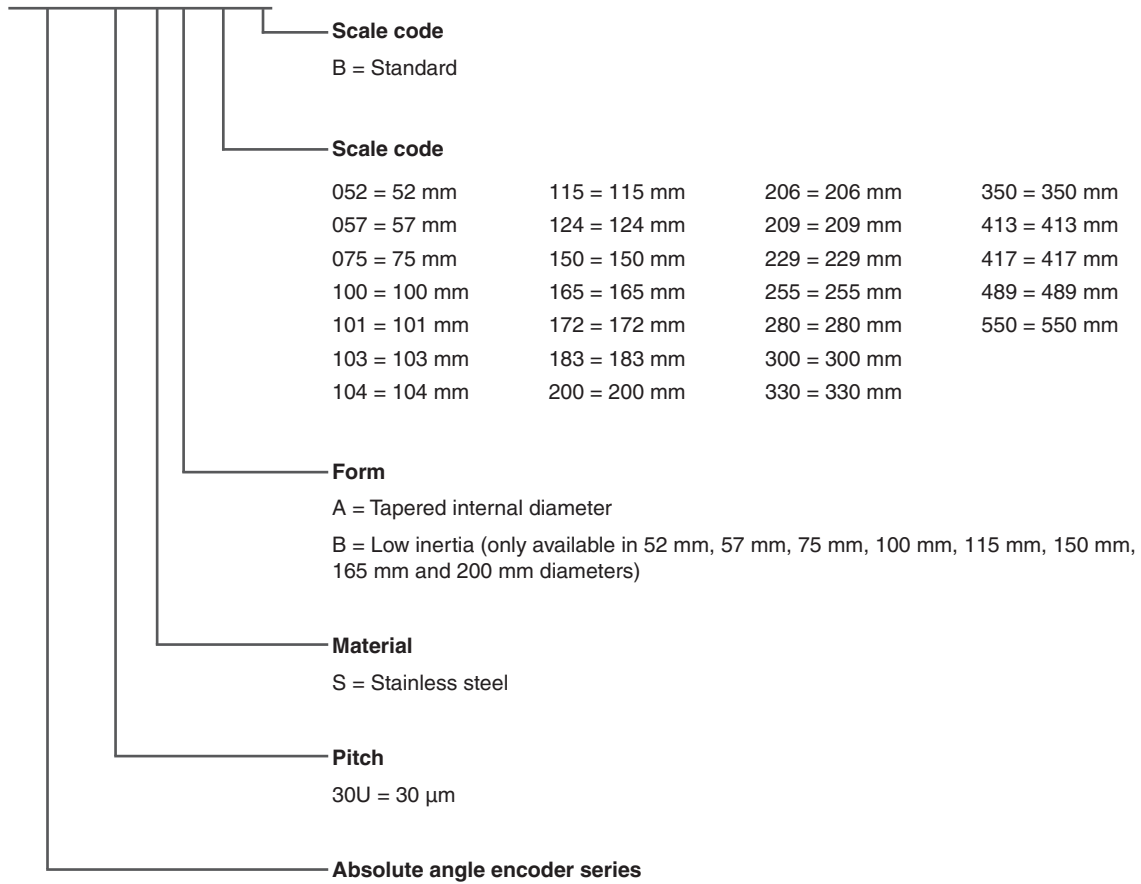 Scale code
B = Standard
Scale code
052 = 52 mm 115 = 115 mm 206 = 206 mm 350 = 350 mm
057 = 57 mm 124 = 124 mm 209 = 209 mm 413 = 413 mm
075 = 75 mm 150 = 150 mm 229 = 229 mm 417 = 417 mm
100 = 100 mm 165 = 165 mm 255 = 255 mm 489 = 489 mm
101 = 101 mm 172 = 172 mm 280 = 280 mm 550 = 550 mm
103 = 103 mm 183 = 183 mm 300 = 300 mm
104 = 104 mm 200 = 200 mm 330 = 330 mm
Form
A = Tapered internal diameter
B = Low inertia (only available in 52 mm, 57 mm, 75 mm, 100 mm, 115 mm, 150 mm,
165 mm and 200 mm diameters)
Material
S = Stainless steel
Pitch
30U = 30 µm
Absolute angle encoder series